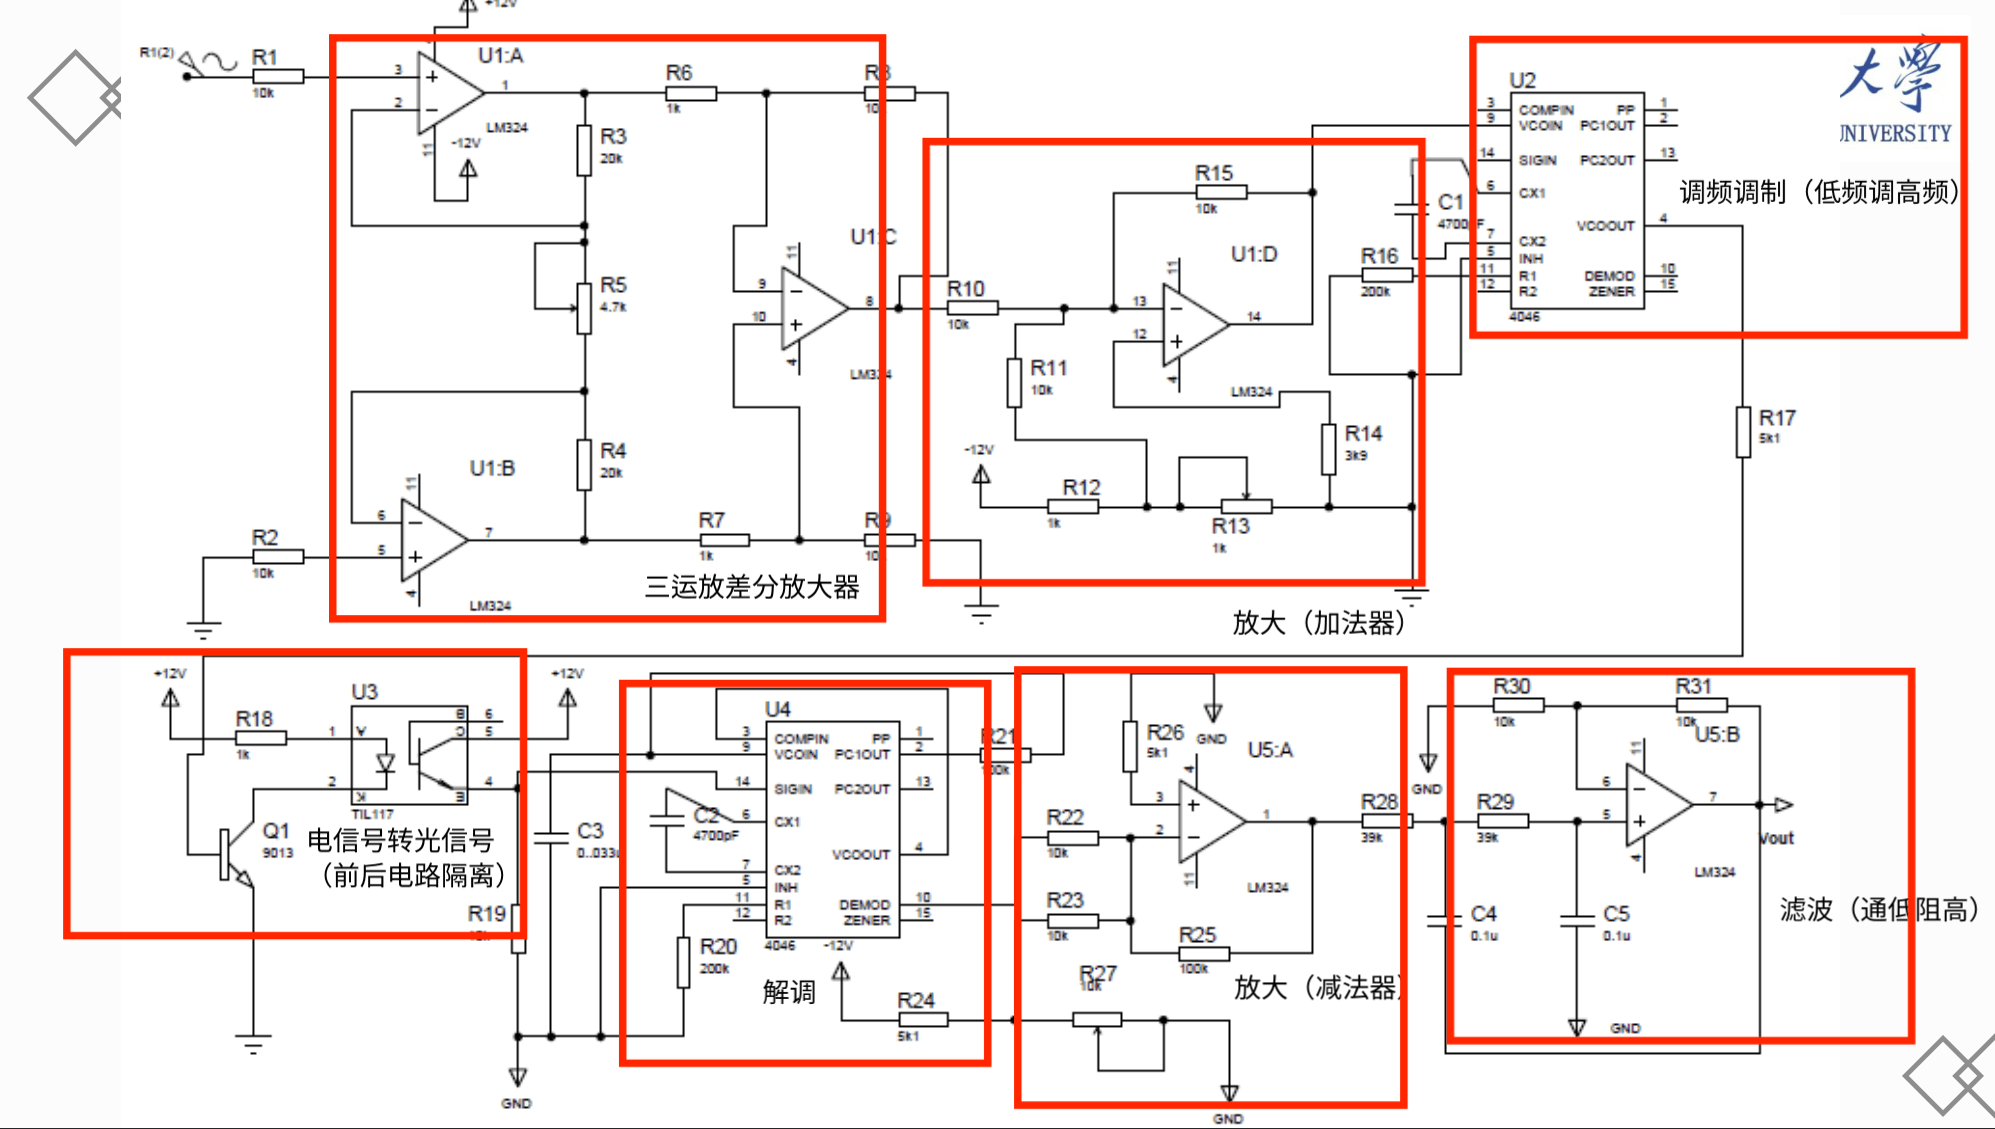 +12V
R1(2)
R1
10k
3
2
1
11
U1:A
LM324
-12V
R6
1k
R8
10
R3
20k
R5
4.7k
R4
20k
U1:C
9
10
8
11
4
LM324
U1:B
6
5
7
11
4
LM324
R2
10k
R7
1k
R9
10
三运放差分放大器
R10
10k
R11
10k
-12V
R12
1k
R13
1k
R14
3k9
R15
10k
U1:D
13
12
14
11
4
LM324
R16
200k
C1
4700pF
放大（加法器）
大学
UNIVERSITY
U2
3
9
14
6
7
5
11
12
COMPIN
VCOIN
SIGIN
CX1
CX2
INH
R1
R2
PP
PC1OUT
PC2OUT
VCOOUT
DEMOD
ZENER
1
2
13
4
10
15
4046
调频调制（低频调高频）
R17
5k1
+12V
R18
1k
U3
1
2
A
K
B
C
E
6
5
4
TIL117
+12V
Q1
9013
电信号转光信号
（前后电路隔离）
R19
C3
0..033u
GND
U4
3
9
14
6
7
5
11
12
COMPIN
VCOIN
SIGIN
CX1
CX2
INH
R1
R2
PP
PC1OUT
PC2OUT
VCOOUT
DEMOD
ZENER
1
2
13
4
10
15
4046
C2
4700pF
R20
200k
解调
-12V
R24
5k1
R21
100k
R26
5k1
GND
U5:A
3
2
1
4
11
LM324
R22
10k
R23
10k
R25
100k
R27
10k
放大（减法器）
GND
R28
39k
GND
R30
10k
R31
10k
U5:B
R29
39k
6
5
7
11
4
LM324
Vout
C4
0.1u
C5
0.1u
GND
滤波（通低阻高）